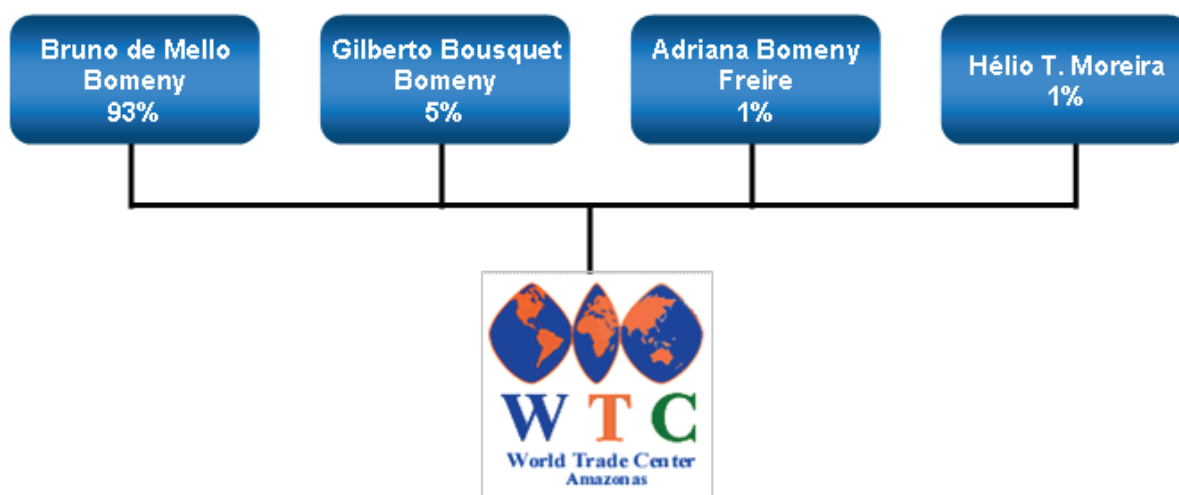 Bruno de Mello
Bomeny
93%
Gilberto Bousquet
Bomeny
5%
Adriana Bomeny
Freire
1%
Hélio T. Moreira
1%
W T C
World Trade Center
Amazonas